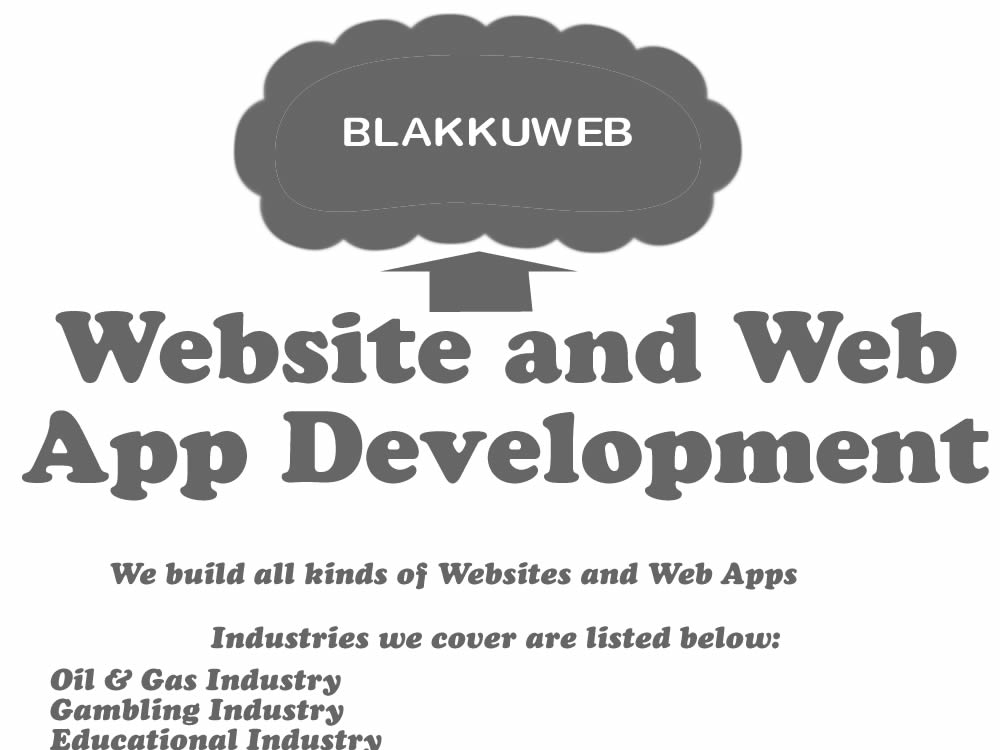 BLAKKUWEB
Website and Web
App Development
We build all kinds of Websites and Web Apps
Industries we cover are listed below:
Oil & Gas Industry
Gambling Industry
Educational Industry